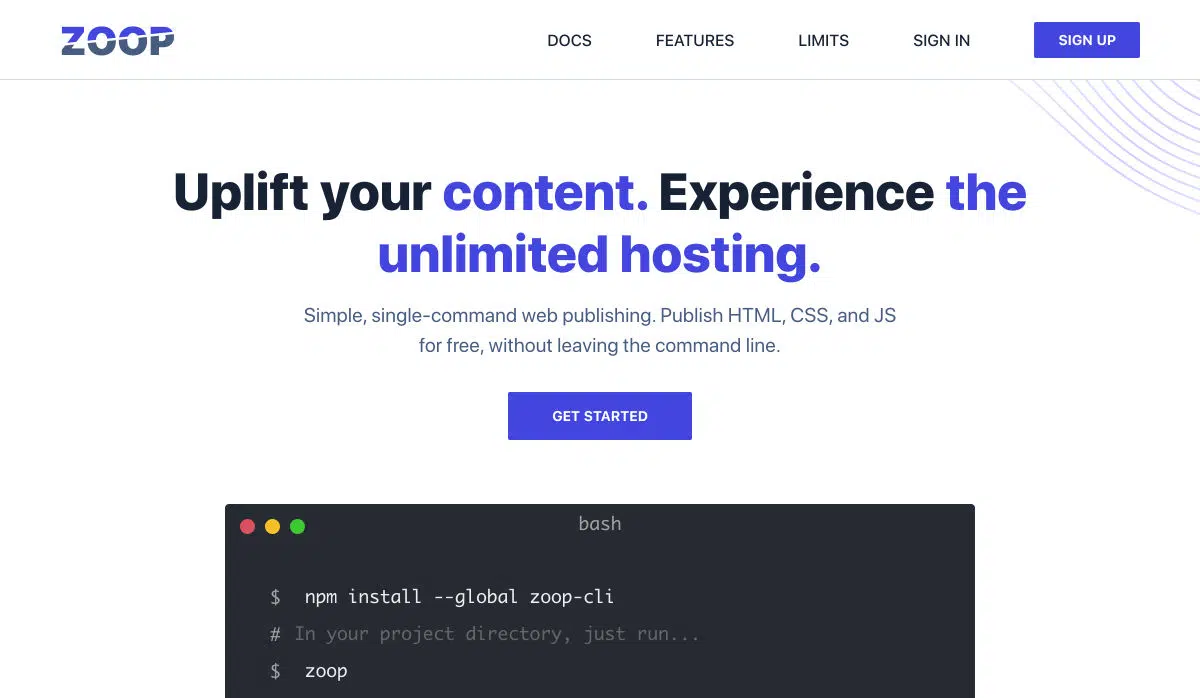 ZOOP
DOCS
FEATURES
LIMITS
SIGN IN
SIGN UP
Uplift your content. Experience the
unlimited hosting.
Simple, single-command web publishing. Publish HTML, CSS, and JS
for free, without leaving the command line.
GET STARTED
bash
$ npm install --global zoop-cli
# In your project directory, just run...
$ zoop